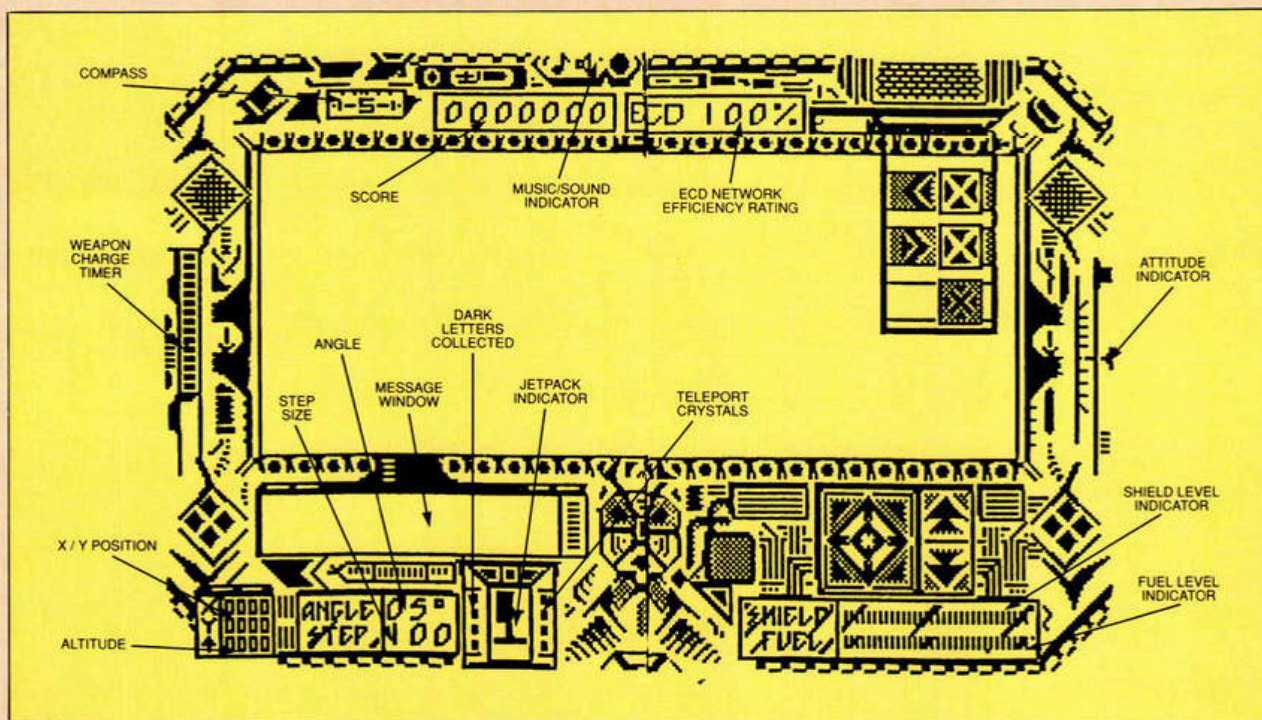 COMPASS
-S-
0000000
ECD 100%
SCORE
MUSIC/SOUND
INDICATOR
ECD NETWORK
EFFICIENCY RATING
WEAPON
CHARGE
TIMER
ATTITUDE
INDICATOR
DARK
LETTERS
COLLECTED
ANGLE
MESSAGE
WINDOW
JETPACK
INDICATOR
TELEPORT
CRYSTALS
STEP
SIZE
SHIELD LEVEL
INDICATOR
X / Y POSITION
FUEL LEVEL
INDICATOR
ANGLE 05°
STEP
SHIELD
FUEL
ALTITUDE